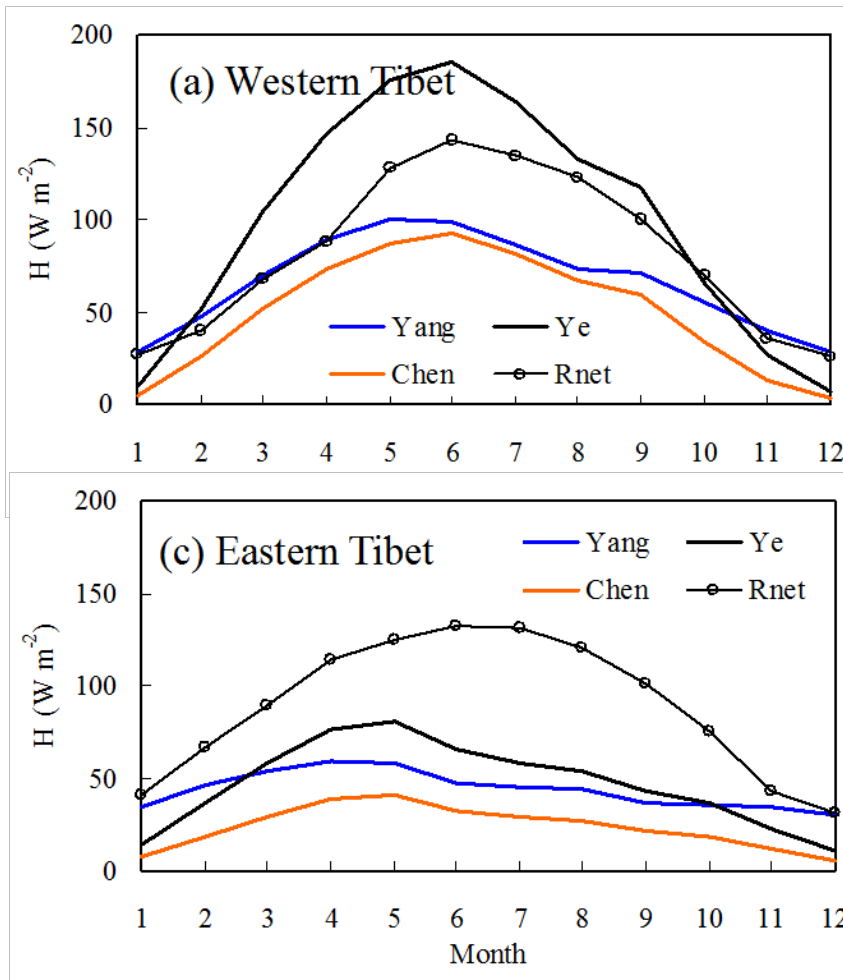 200
(a) Western Tibet
150
100
H (W m-2)
50
Yang Ye
Chen Rnet
0
1 2 3 4 5 6 7 8 9 10 11 12
200
(c) Eastern Tibet
Yang Ye
Chen Rnet
150
100
H (W m-2)
50
0
1 2 3 4 5 6 7 8 9 10 11 12
Month